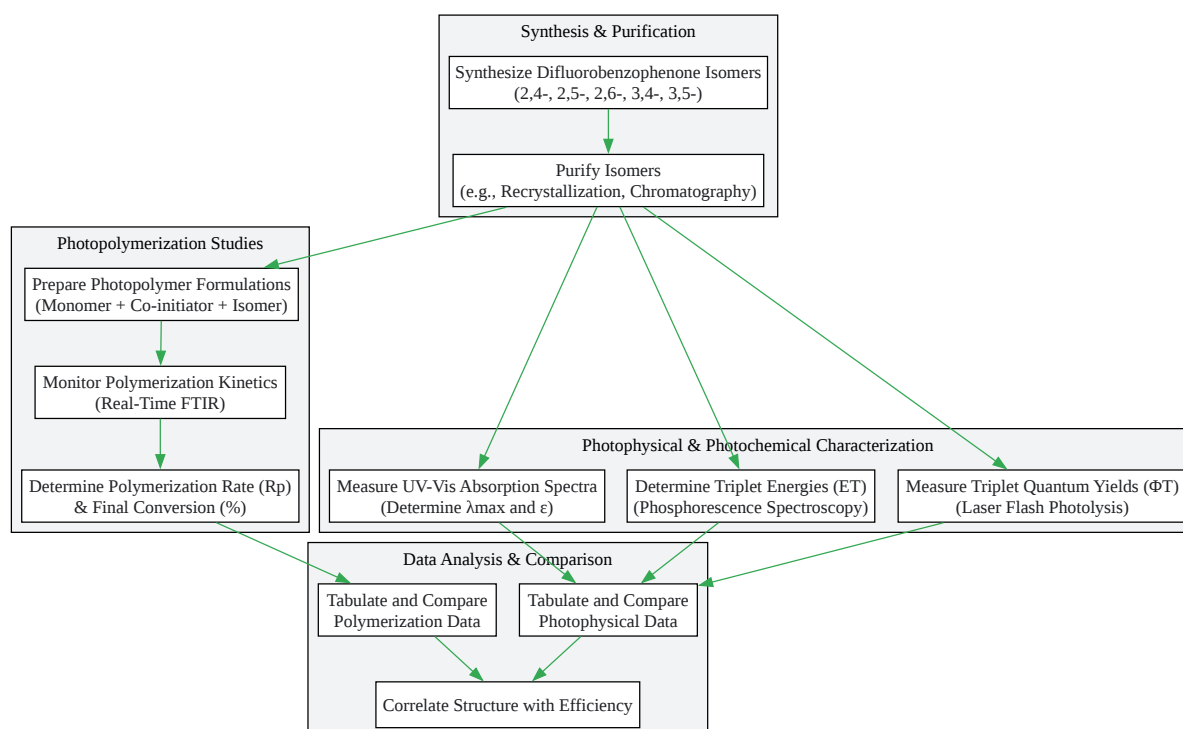 Synthesis & Purification
Synthesize Difluorobenzophenone Isomers
(2,4-, 2,5-, 2,6-, 3,4-, 3,5-)
Purify Isomers
(e.g., Recrystallization, Chromatography)
Photopolymerization Studies
Prepare Photopolymer Formulations
(Monomer + Co-initiator + Isomer)
Monitor Polymerization Kinetics
(Real-Time FTIR)
Determine Polymerization Rate (Rp)
& Final Conversion (%)
Photophysical & Photochemical Characterization
Measure UV-Vis Absorption Spectra
(Determine λmax and ε)
Determine Triplet Energies (ET)
(Phosphorescence Spectroscopy)
Measure Triplet Quantum Yields (ΦT)
(Laser Flash Photolysis)
Data Analysis & Comparison
Tabulate and Compare
Polymerization Data
Tabulate and Compare
Photophysical Data
Correlate Structure with Efficiency